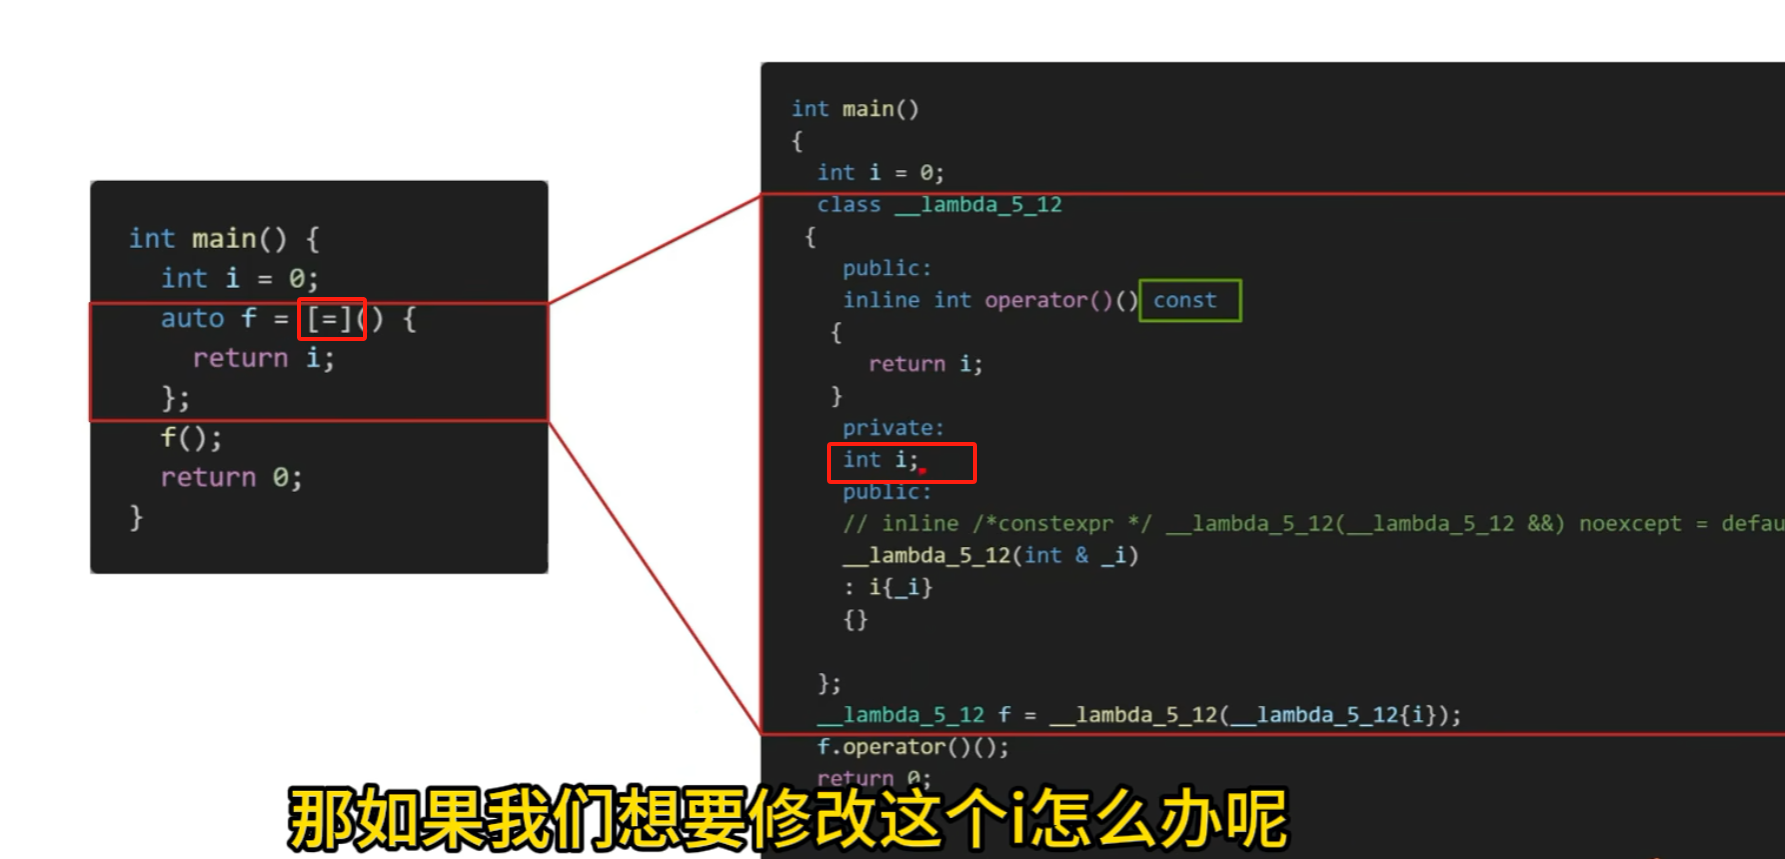 int main() {
int i = 0;
auto f = [=]() {
return i;
};
f();
return 0;
}
int main()
{
int i = 0;
class __lambda_5_12
{
public:
inline int operator()() const
{
return i;
}
private:
int i;
public:
// inline /*constexpr */ __lambda_5_12(__lambda_5_12 &&) noexcept = defau
__lambda_5_12(int & _i)
: i{_i}
{}
};
__lambda_5_12 f = __lambda_5_12(__lambda_5_12{i});
f.operator()();
return 0;
那如果我们想要修改这个i怎么办呢